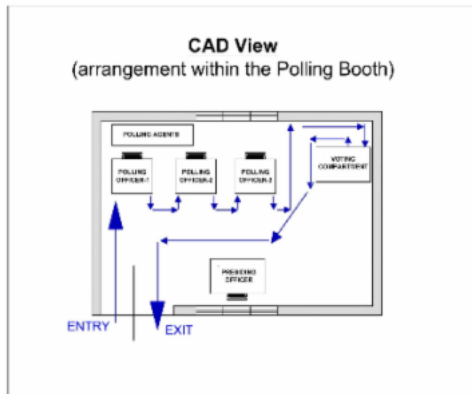 CAD View
(arrangement within the Polling Booth)
POLLING AGENTS
POLLING
OFFICER-1
POLLING
OFFICER-2
POLLING
OFFICER-3
VOTING
COMPARTMENT
PRESIDING
OFFICER
ENTRY
EXIT